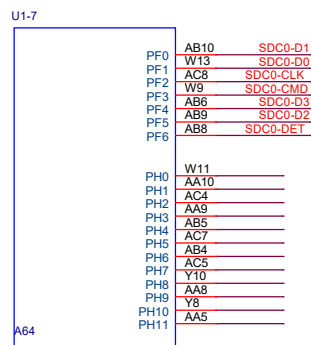 U1-7
PF0 AB10 SDC0-D1
PF1 W13 SDC0-D0
PF2 AC8 SDC0-CLK
PF3 W9 SDC0-CMD
PF4 AB6 SDC0-D3
PF5 AB9 SDC0-D2
PF6 AB8 SDC0-DET
PH0 W11
PH1 AA10
PH2 AC4
PH3 AA9
PH4 AB5
PH5 AC7
PH6 AB4
PH7 AC5
PH8 Y10
PH9 AA8
PH10 Y8
PH11 AA5
A64